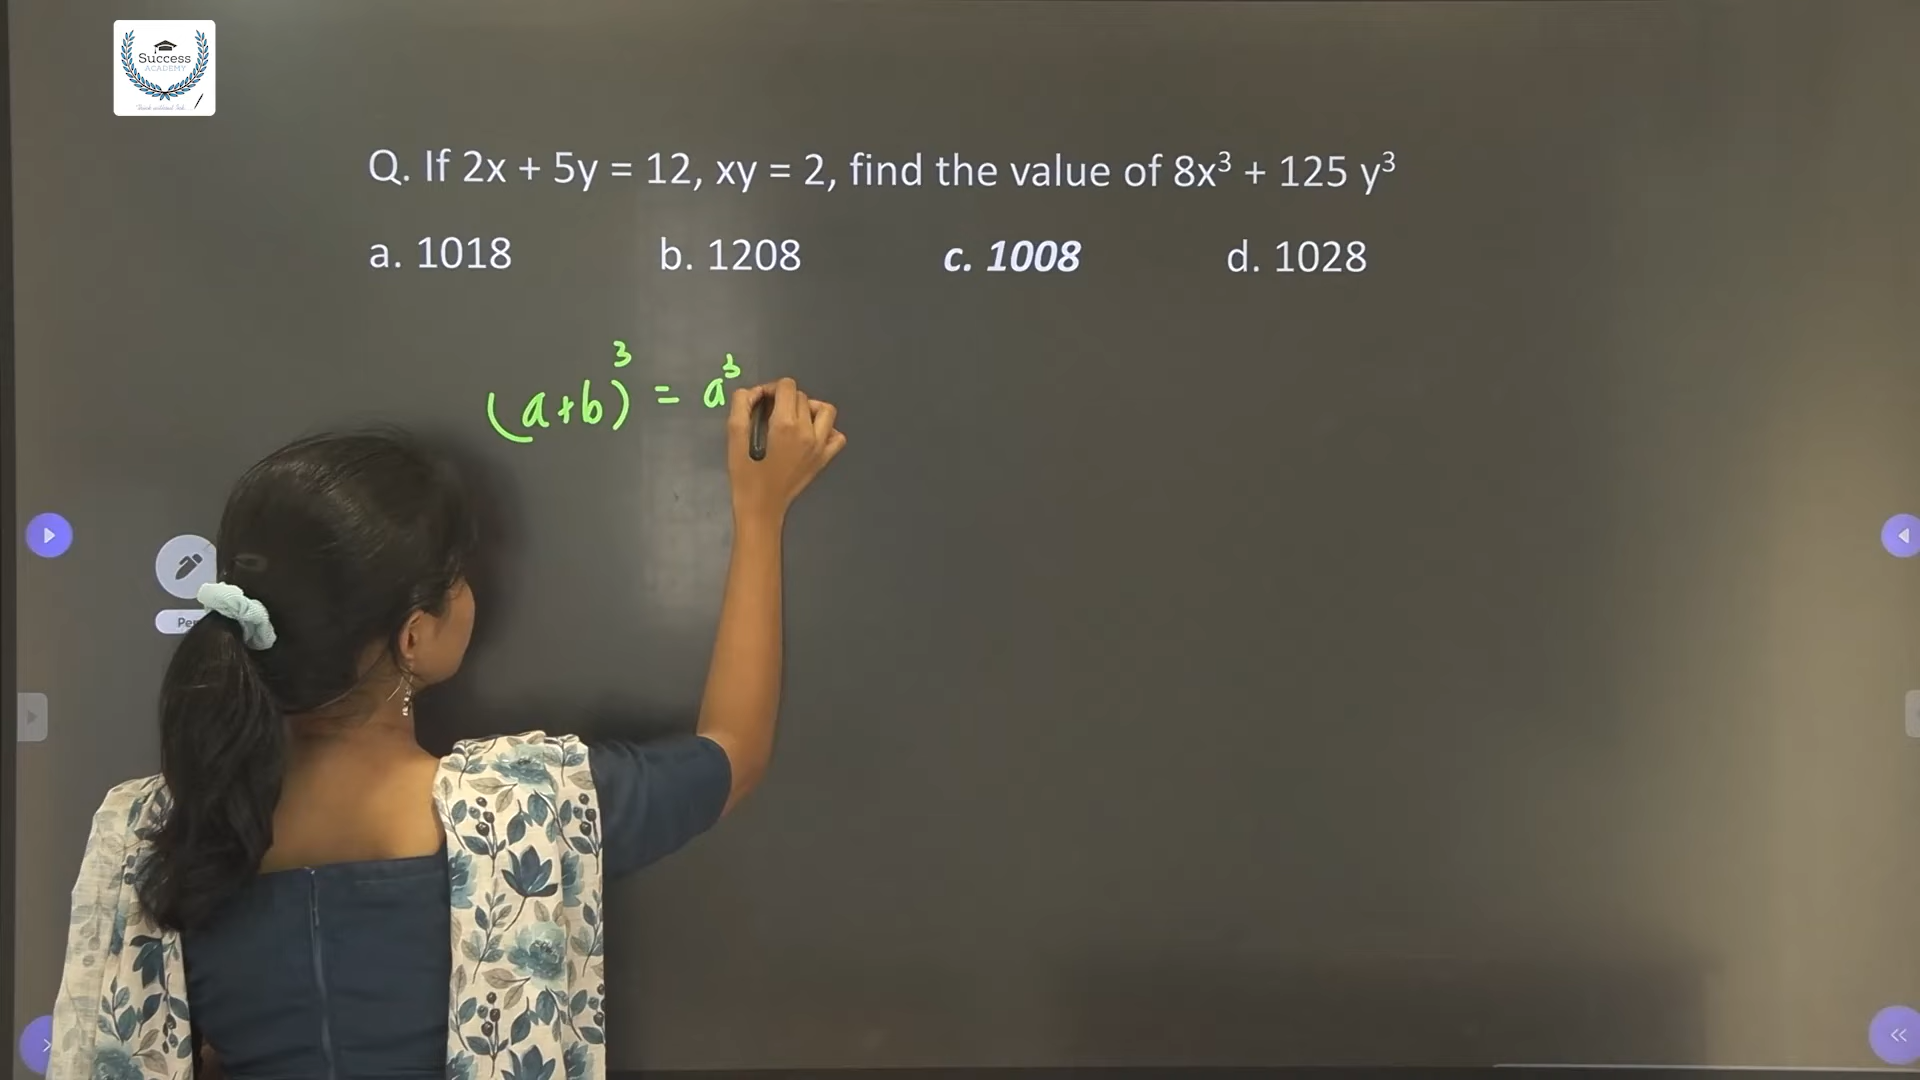 Success
ACADEMY
Q. If 2x + 5y = 12, xy = 2, find the value of 8x³ + 125 y³
a. 1018 b. 1208 c. 1008 d. 1028
(a+b)³ = a³